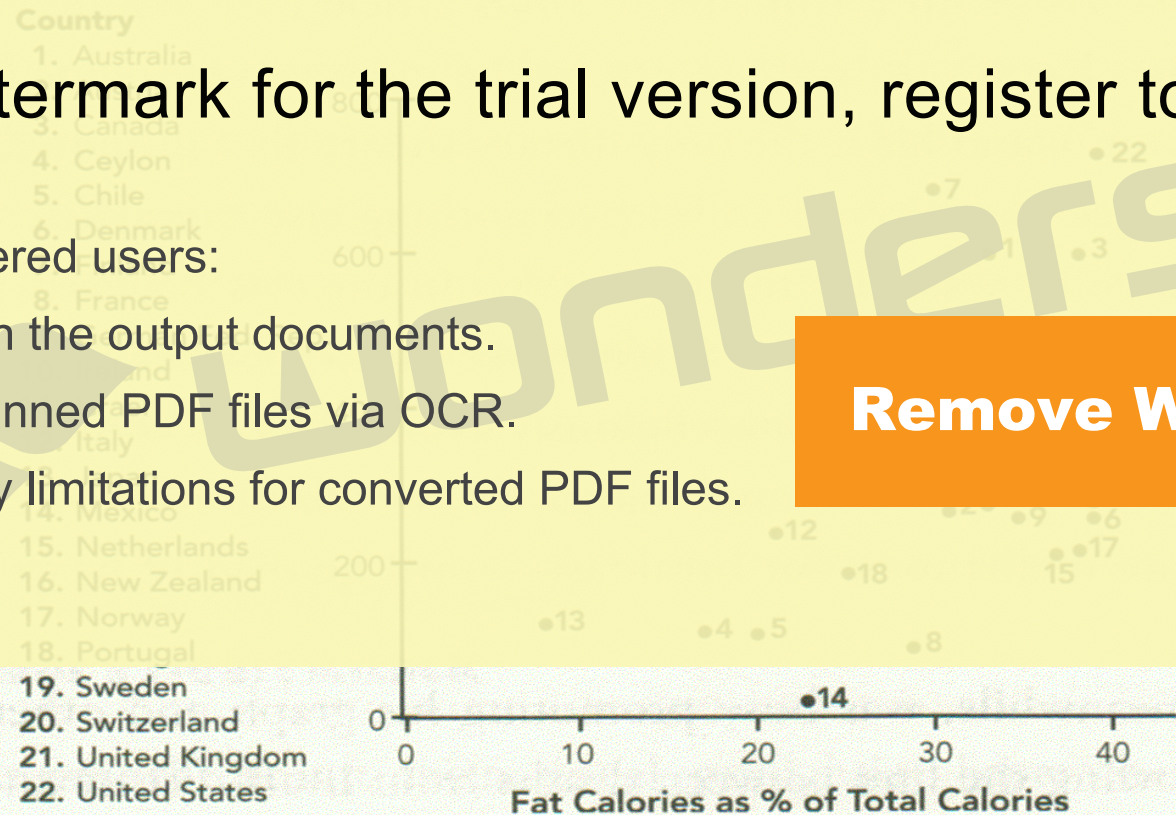 Country
1. Australia
3. Canada
4. Ceylon
5. Chile
6. Denmark
8. France
Italy
14. Mexico
15. Netherlands
16. New Zealand
17. Norway
18. Portugal
19. Sweden
20. Switzerland
21. United Kingdom
22. United States
termark for the trial version, register to
ered users:
n the output documents.
nned PDF files via OCR.
y limitations for converted PDF files.
Remove W
wonders
800
600
200
0
22
7
1
3
12
9
6
17
15
18
13
4
5
8
14
0
10
20
30
40
Fat Calories as % of Total Calories